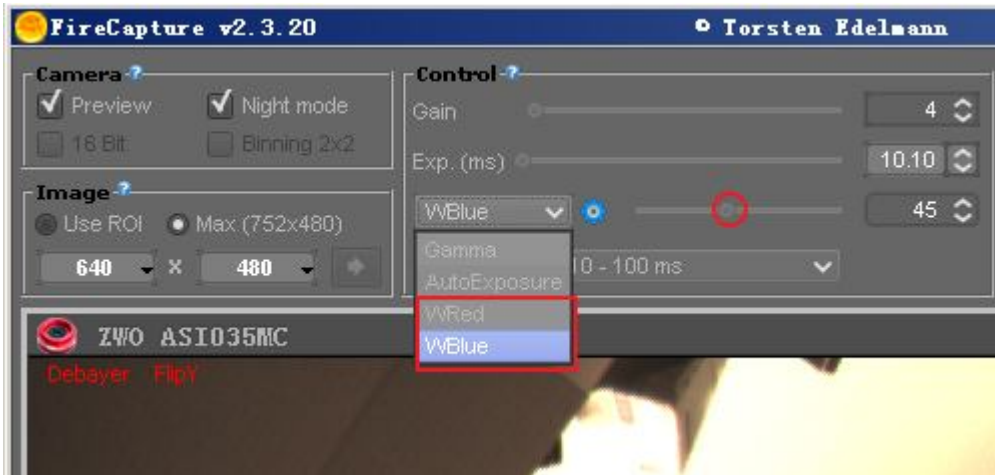 FireCapture v2.3.20
Torsten Edelmann
Camera ?
Preview
Night mode
16 Bit
Binning 2x2
Image ?
Use ROI
Max (752x480)
640 x 480
Control ?
Gain 4
Exp. (ms) 10.10
WBlue 45
Gamma
10 - 100 ms
AutoExposure
WRed
WBlue
ZWO ASI035MC
Debayer FlipY